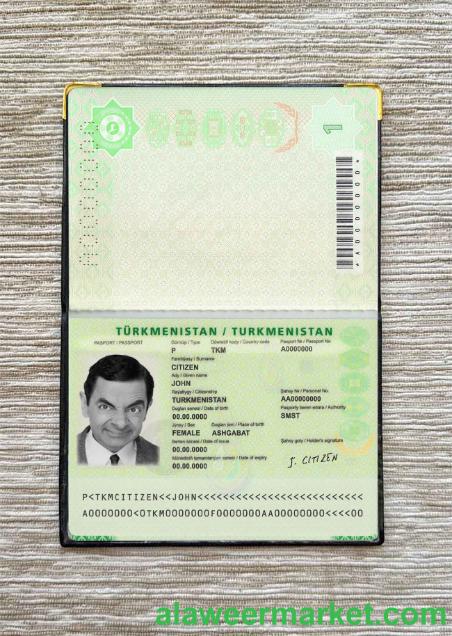 A0000000
1
*A0000000*
TÜRKMENISTAN / TURKMENISTAN
PASPORT / PASSPORT
Görnüşi / Type
Döwletiň kody / Country code
Pasport № / Passport No
P
TKM
A0000000
Familiýasy / Surname
CITIZEN
Ady / Given name
JOHN
Raýatlygy / Citizenship
Şahsy № / Personal No.
TURKMENISTAN
AA00000000
Doglan senesi / Date of birth
Pasporty beren edara / Authority
00.00.0000
SMST
Jynsy / Sex
Doglan ýeri / Place of birth
FEMALE
ASHGABAT
Berlen senesi / Date of issue
Şahsy goly / Holder's signature
00.00.0000
J. CITIZEN
Möhletiniň tamamlanýan senesi / Date of expiry
00.00.0000
P<TKMCITIZEN<<JOHN<<<<<<<<<<<<<<<<<<<<<<<<<<
A0000000<0TKM0000000F0000000AA00000000<<<<00
alaweermarket.com